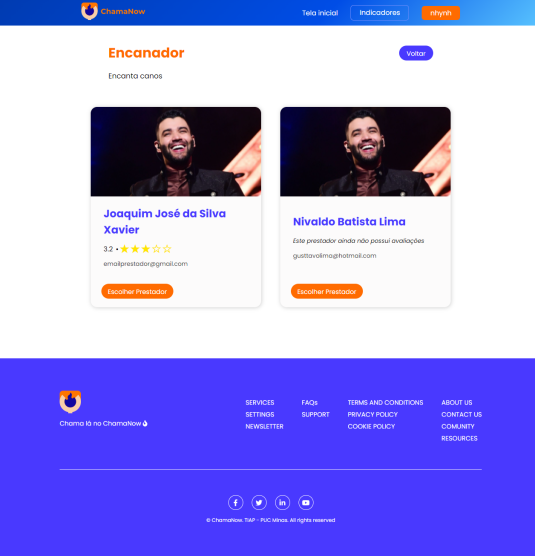 ChamaNow
Tela inicial
Indicadores
nhynh
Encanador
Voltar
Encanta canos
Joaquim José da Silva
Xavier
3.2 •
emailprestador@gmail.com
Escolher Prestador
Nivaldo Batista Lima
Este prestador ainda não possui avaliações
gusttavolima@hotmail.com
Escolher Prestador
Chama lá no ChamaNow
SERVICES
SETTINGS
NEWSLETTER
FAQs
SUPPORT
TERMS AND CONDITIONS
PRIVACY POLICY
COOKIE POLICY
ABOUT US
CONTACT US
COMUNITY
RESOURCES
© ChamaNow. TIAP - PUC Minas. All rights reserved